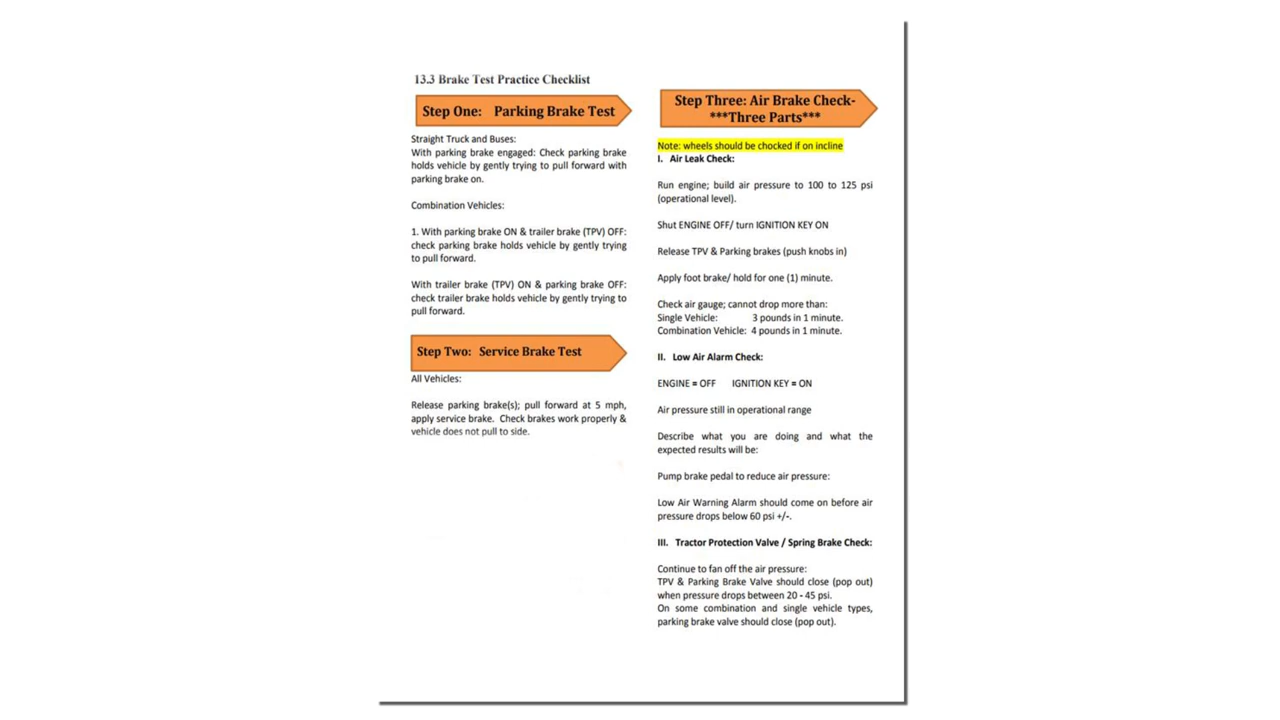 13.3 Brake Test Practice Checklist
Step One: Parking Brake Test
Straight Truck and Buses:
With parking brake engaged: Check parking brake
holds vehicle by gently trying to pull forward with
parking brake on.
Combination Vehicles:
1. With parking brake ON & trailer brake (TPV) OFF:
check parking brake holds vehicle by gently trying
to pull forward.
With trailer brake (TPV) ON & parking brake OFF:
check trailer brake holds vehicle by gently trying to
pull forward.
Step Two: Service Brake Test
All Vehicles:
Release parking brake(s); pull forward at 5 mph,
apply service brake. Check brakes work properly &
vehicle does not pull to side.
Step Three: Air Brake Check-
***Three Parts***
Note: wheels should be chocked if on incline
I. Air Leak Check:
Run engine; build air pressure to 100 to 125 psi
(operational level).
Shut ENGINE OFF/ turn IGNITION KEY ON
Release TPV & Parking brakes (push knobs in)
Apply foot brake/ hold for one (1) minute.
Check air gauge; cannot drop more than:
Single Vehicle: 3 pounds in 1 minute.
Combination Vehicle: 4 pounds in 1 minute.
II. Low Air Alarm Check:
ENGINE = OFF IGNITION KEY = ON
Air pressure still in operational range
Describe what you are doing and what the
expected results will be:
Pump brake pedal to reduce air pressure:
Low Air Warning Alarm should come on before air
pressure drops below 60 psi +/-.
III. Tractor Protection Valve / Spring Brake Check:
Continue to fan off the air pressure:
TPV & Parking Brake Valve should close (pop out)
when pressure drops between 20 - 45 psi.
On some combination and single vehicle types,
parking brake valve should close (pop out).